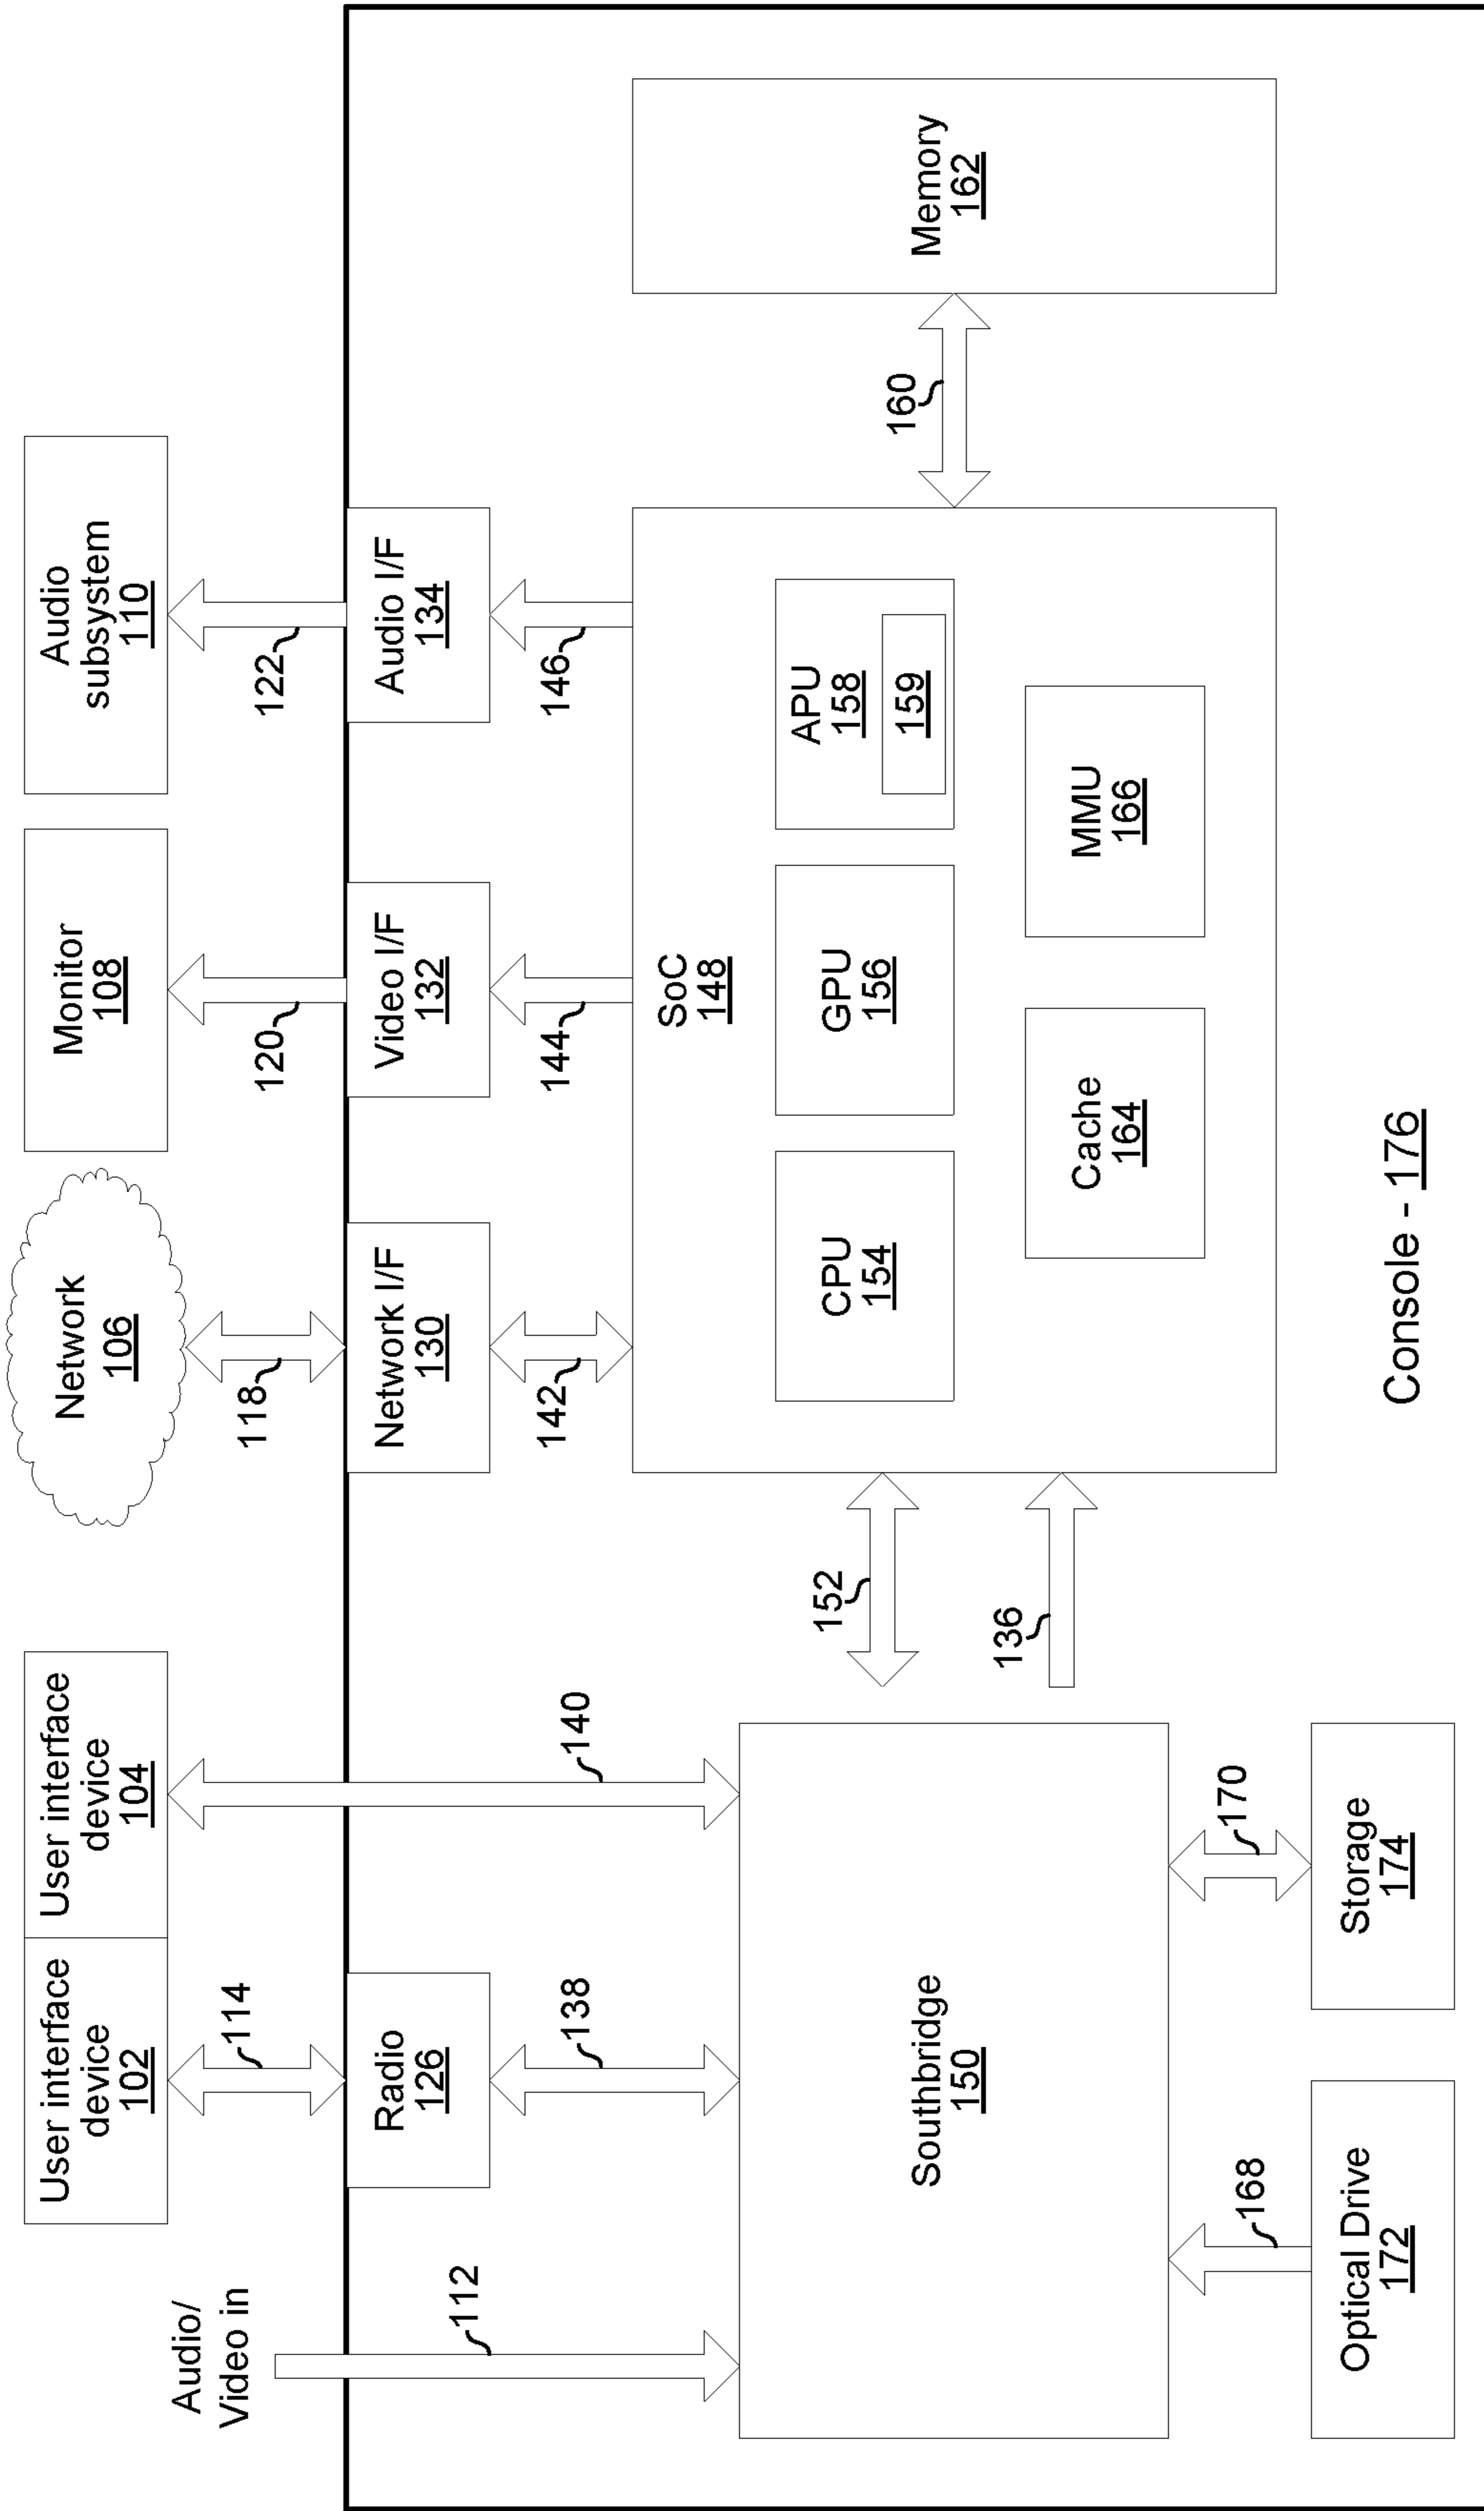 User interface
device
102
User interface
device
104
Network
106
Monitor
108
Audio
subsystem
110
Audio/
Video in
112
114
118
120
122
Radio
126
Network I/F
130
Video I/F
132
Audio I/F
134
138
140
142
144
146
Southbridge
150
152
136
SoC
148
CPU
154
GPU
156
APU
158
159
Cache
164
MMU
166
160
Memory
162
168
170
Optical Drive
172
Storage
174
Console - 176